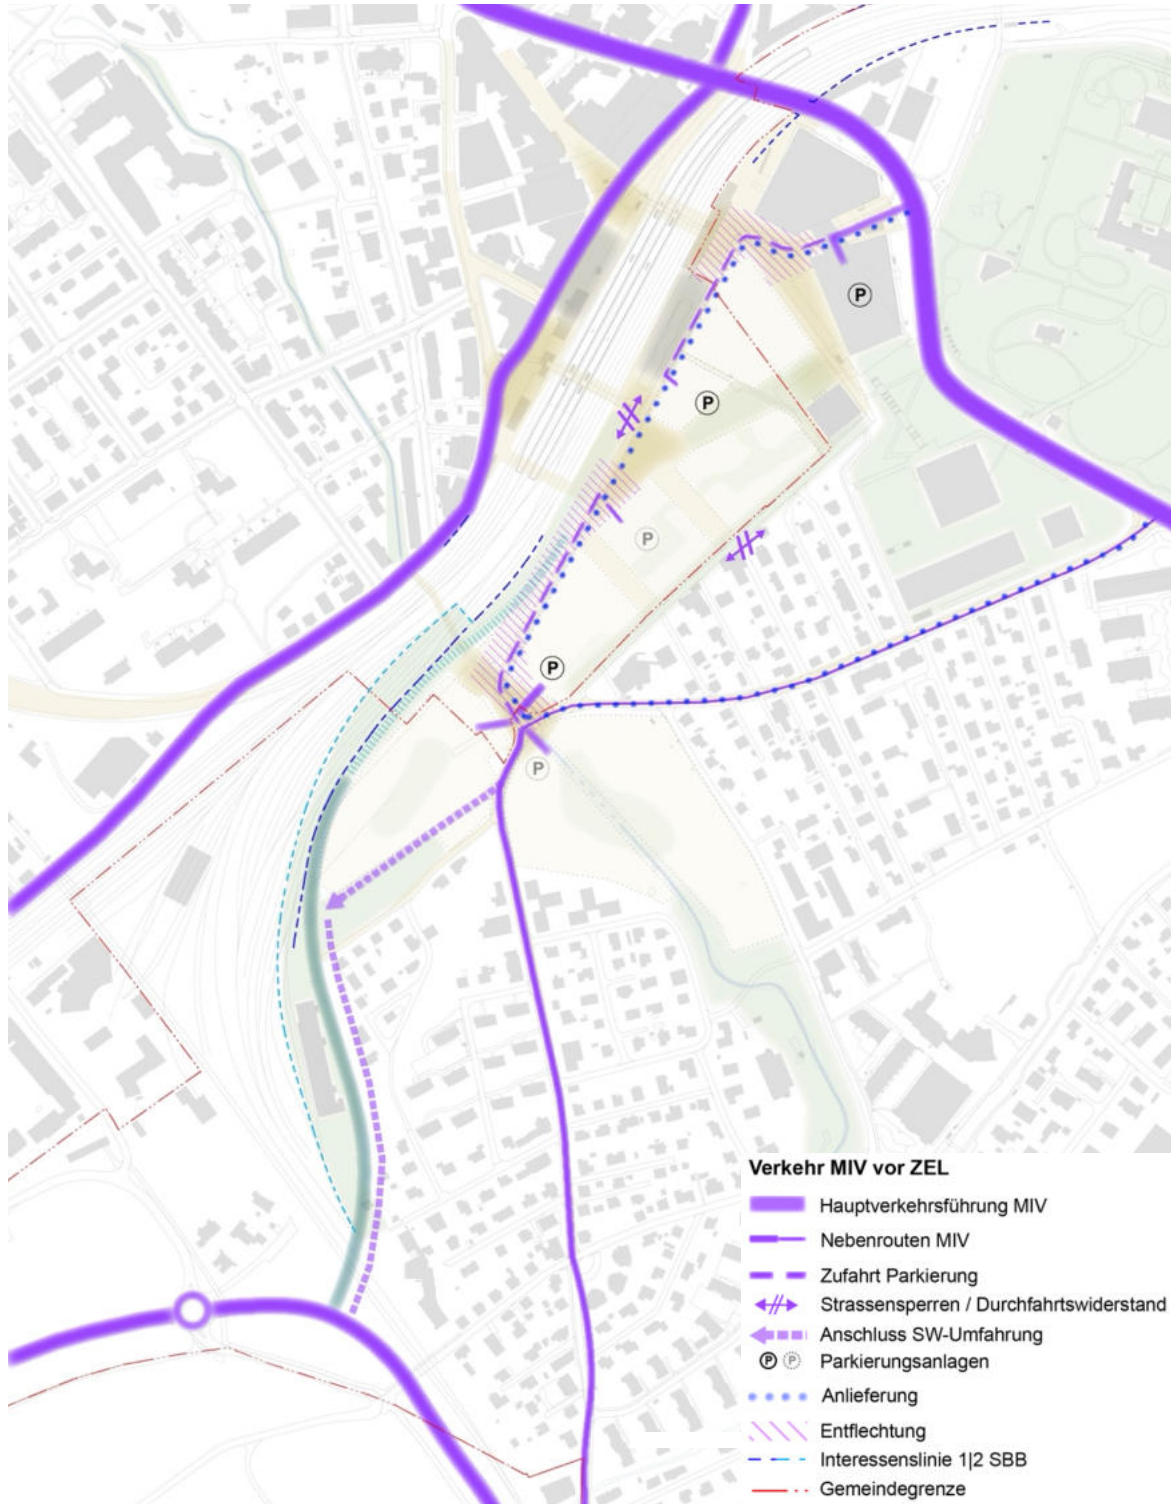 P
P
P
P
P
Verkehr MIV vor ZEL
Hauptverkehrsführung MIV
Nebenrouten MIV
Zufahrt Parkierung
Strassensperren / Durchfahrtswiderstand
Anschluss SW-Umfahrung
P P Parkierungsanlagen
Anlieferung
Entflechtung
Interessenslinie 1|2 SBB
Gemeindegrenze